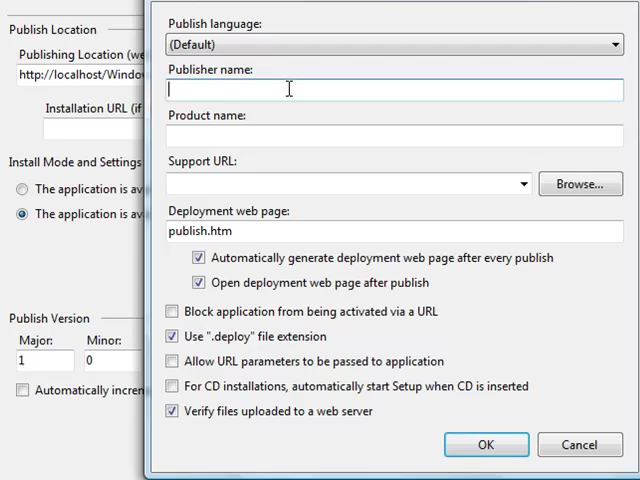 Publish Location
Publishing Location (we
http://localhost/Windo
Installation URL (if
Install Mode and Settings
The application is ava
The application is ava
Publish Version
Major:
Minor:
1
0
Automatically increm
Publish language:
(Default)
Publisher name:
Product name:
Support URL:
Browse...
Deployment web page:
publish.htm
Automatically generate deployment web page after every publish
Open deployment web page after publish
Block application from being activated via a URL
Use ".deploy" file extension
Allow URL parameters to be passed to application
For CD installations, automatically start Setup when CD is inserted
Verify files uploaded to a web server
OK
Cancel